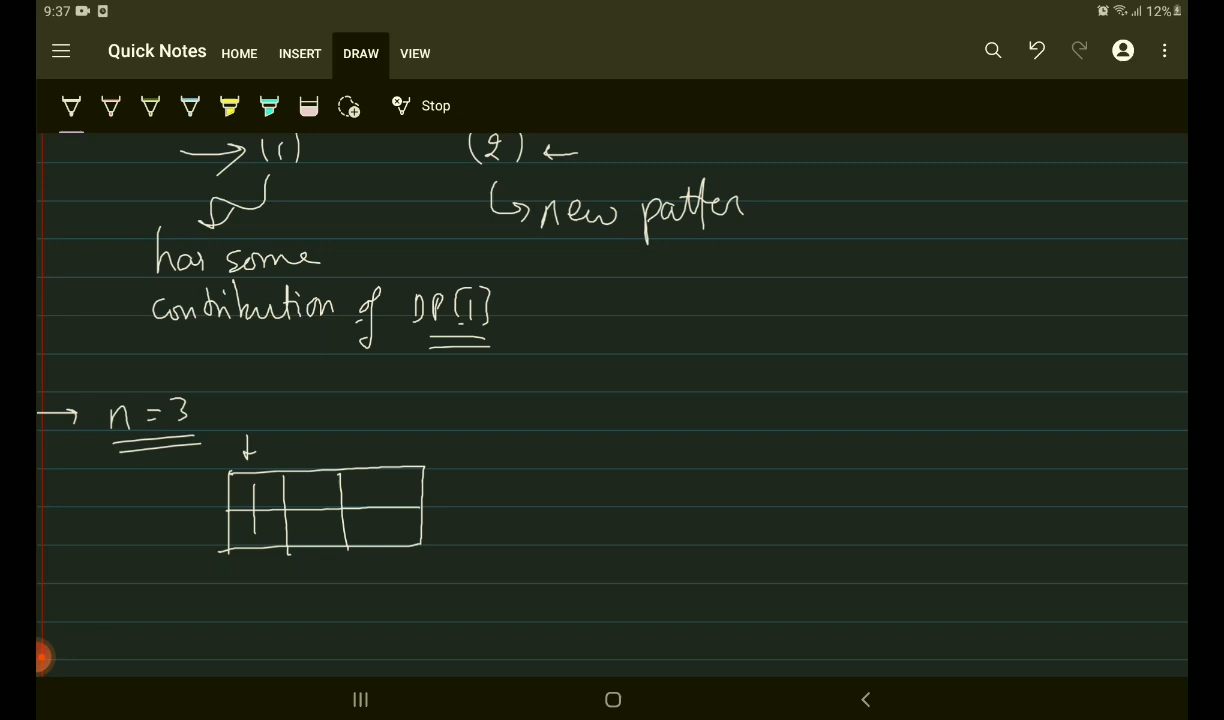 9:37 12%
Quick Notes HOME INSERT DRAW VIEW
Stop
→ (1) (2) ←
↳ new patter
has some
contribution of DP[1]
→ n = 3